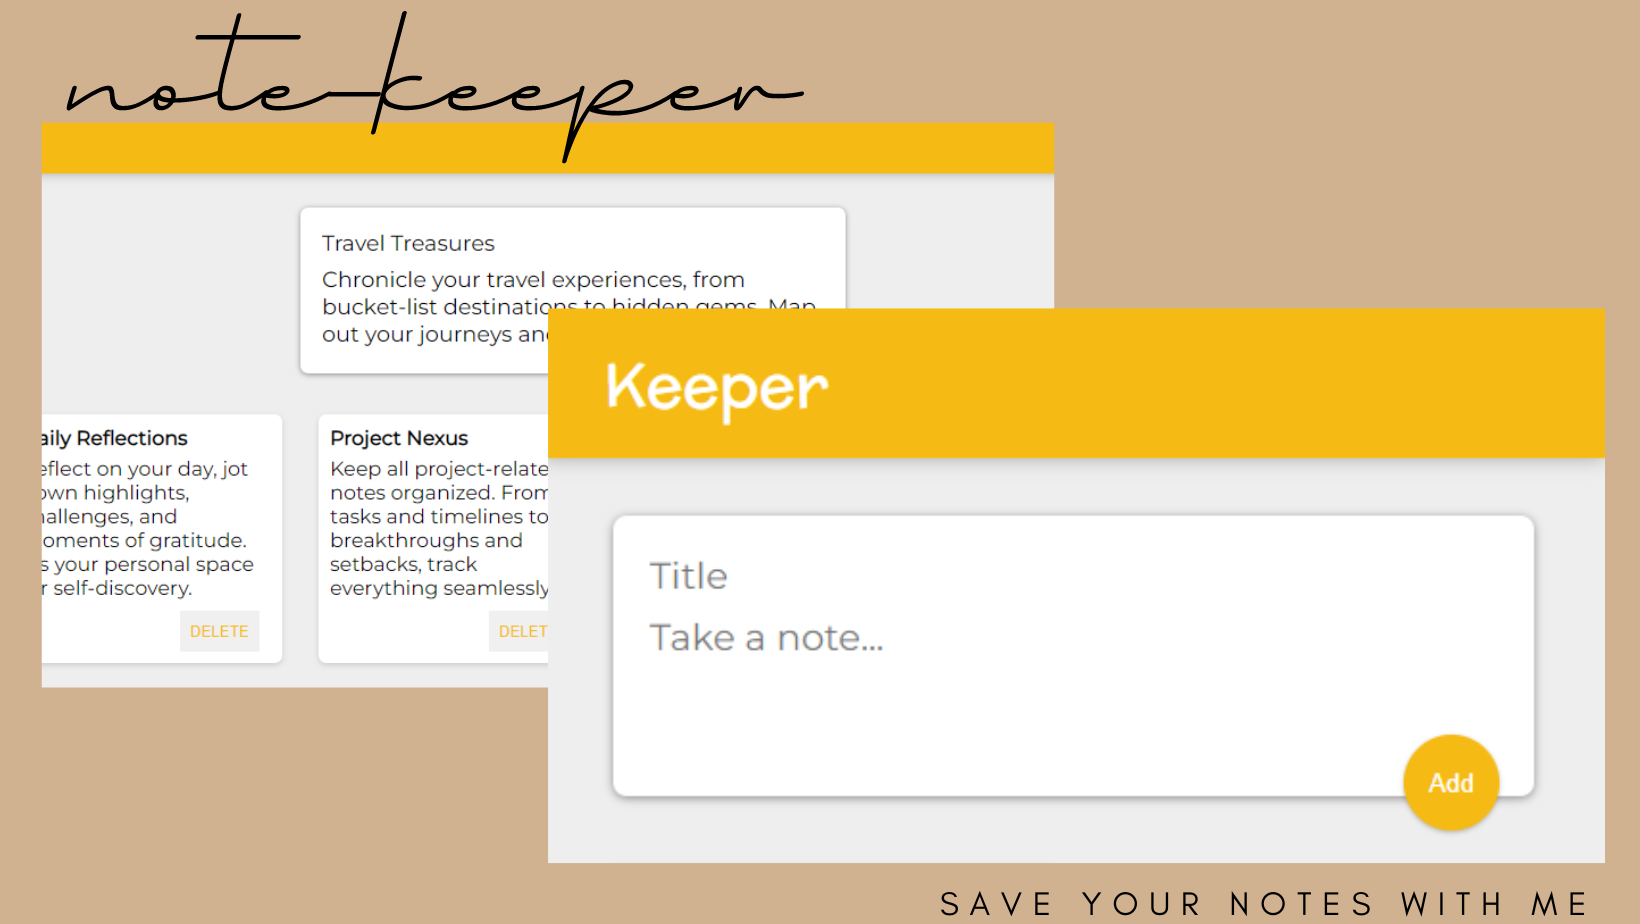 note-keeper
Travel Treasures
Chronicle your travel experiences, from
bucket-list destinations to hidden gems. Map
out your journeys and
Keeper
Title
Take a note...
Add
aily Reflections
eflect on your day, jot
own highlights,
hallenges, and
oments of gratitude.
s your personal space
r self-discovery.
DELETE
Project Nexus
Keep all project-relate
notes organized. From
tasks and timelines to
breakthroughs and
setbacks, track
everything seamlessly
DELET
SAVE YOUR NOTES WITH ME